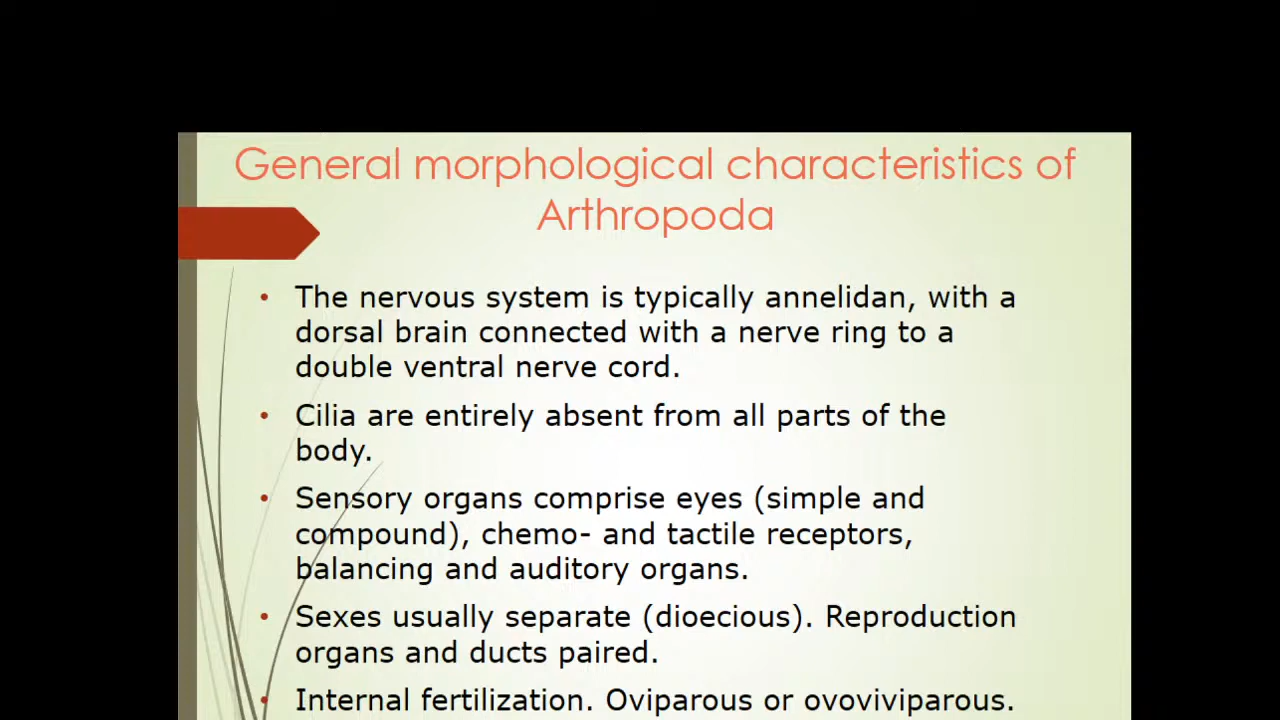 General morphological characteristics of
Arthropoda
• The nervous system is typically annelidan, with a
dorsal brain connected with a nerve ring to a
double ventral nerve cord.
• Cilia are entirely absent from all parts of the
body.
• Sensory organs comprise eyes (simple and
compound), chemo- and tactile receptors,
balancing and auditory organs.
• Sexes usually separate (dioecious). Reproduction
organs and ducts paired.
• Internal fertilization. Oviparous or ovoviviparous.